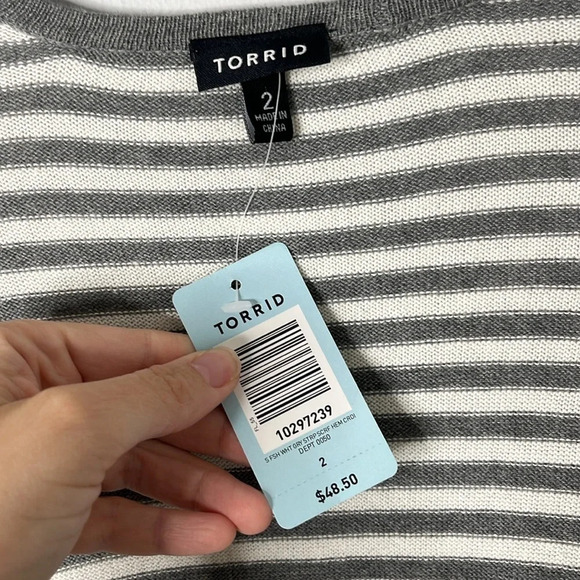 TORRID
2
MADE IN
CHINA
TORRID
10297239
S FSH WHT GRY STRP SCRF HEM CRDI
DEPT 0050
2
$48.50